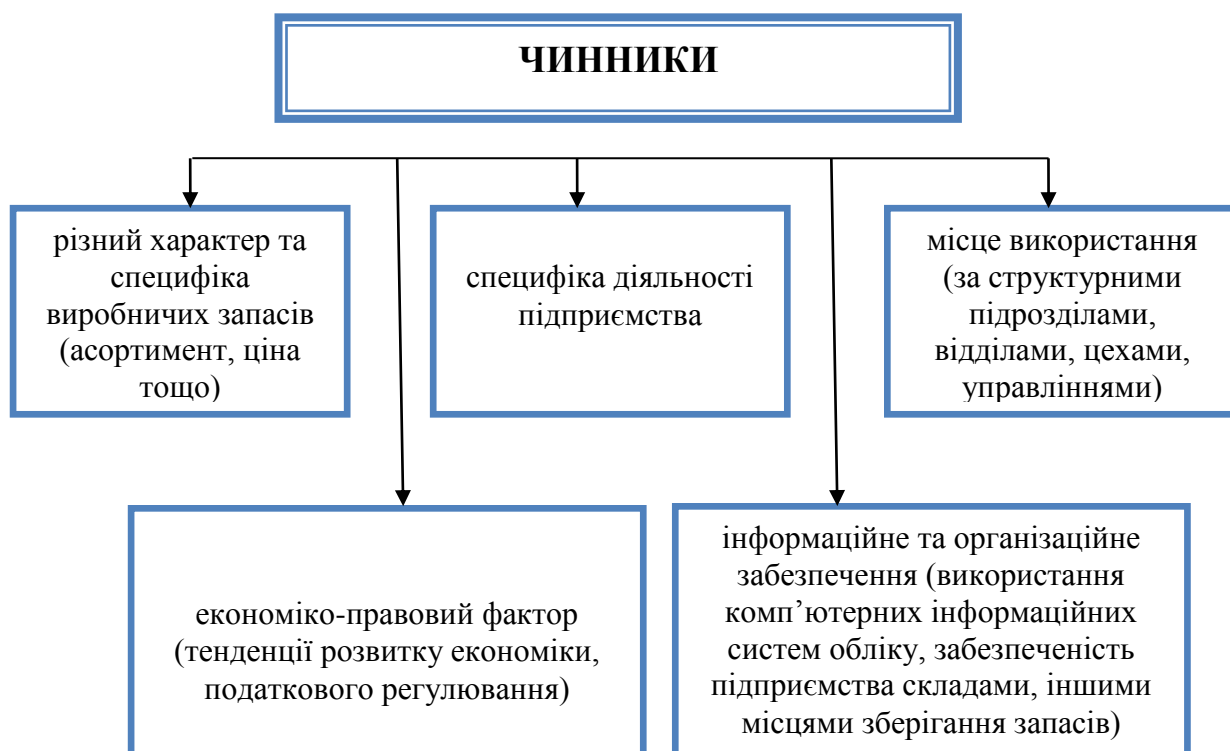 ЧИННИКИ
різний характер та
специфіка
виробничих запасів
(асортимент, ціна
тощо)
специфіка діяльності
підприємства
місце використання
(за структурними
підрозділами,
відділами, цехами,
управліннями)
економіко-правовий фактор
(тенденції розвитку економіки,
податкового регулювання)
інформаційне та організаційне
забезпечення (використання
комп’ютерних інформаційних
систем обліку, забезпеченість
підприємства складами, іншими
місцями зберігання запасів)